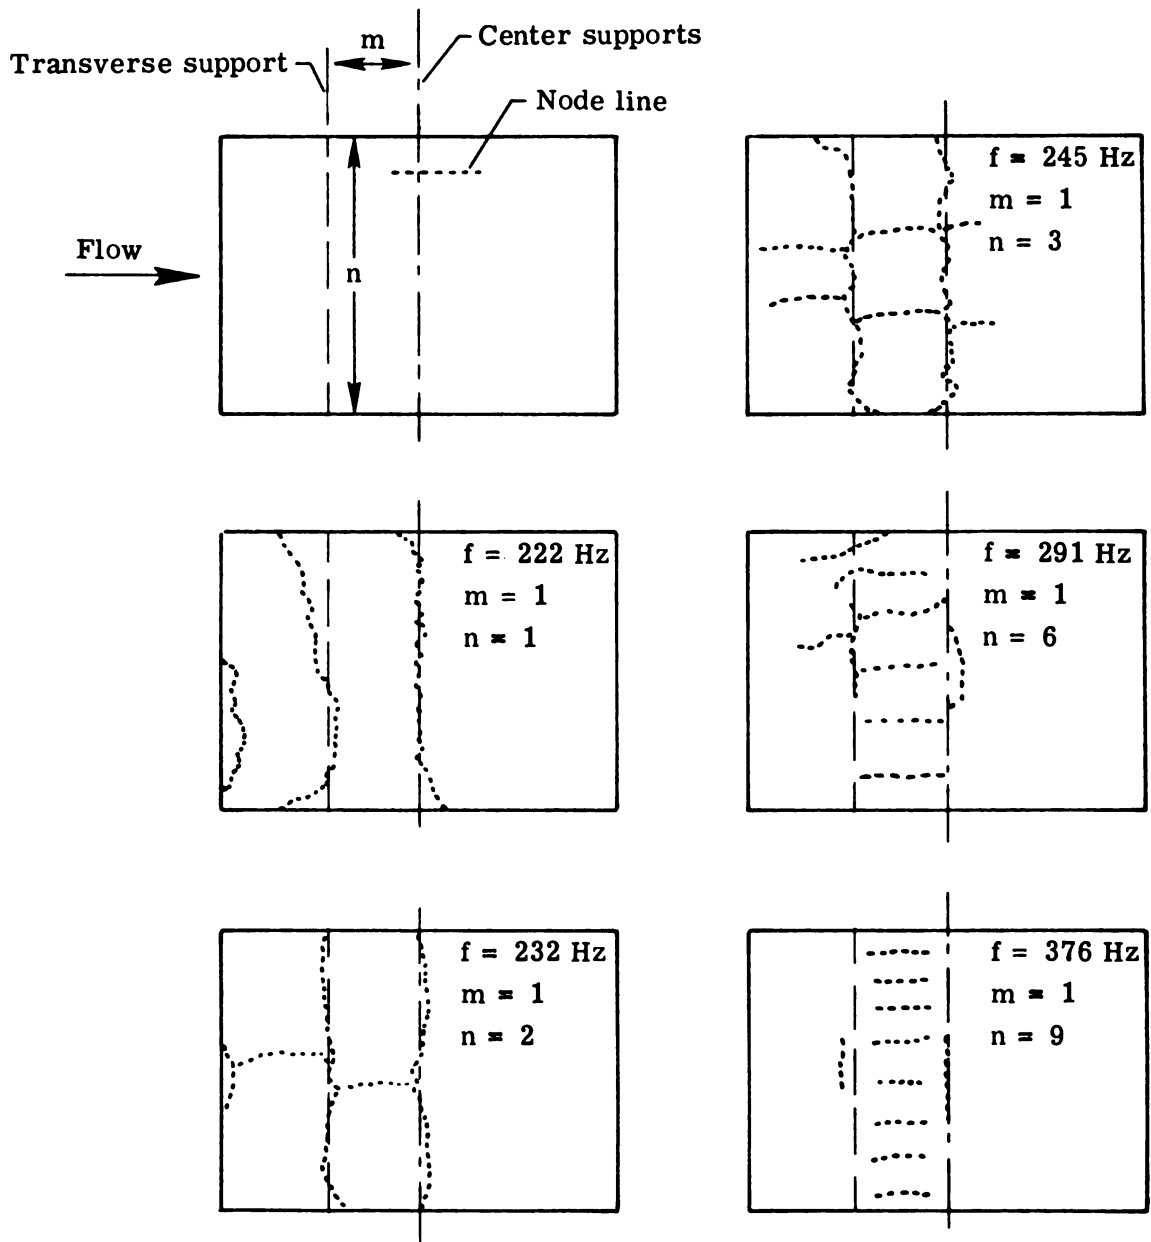 m
Center supports
Transverse support
Node line
Flow
n
f = 245 Hz
m = 1
n = 3
f = 222 Hz
m = 1
n = 1
f = 291 Hz
m = 1
n = 6
f = 232 Hz
m = 1
n = 2
f = 376 Hz
m = 1
n = 9